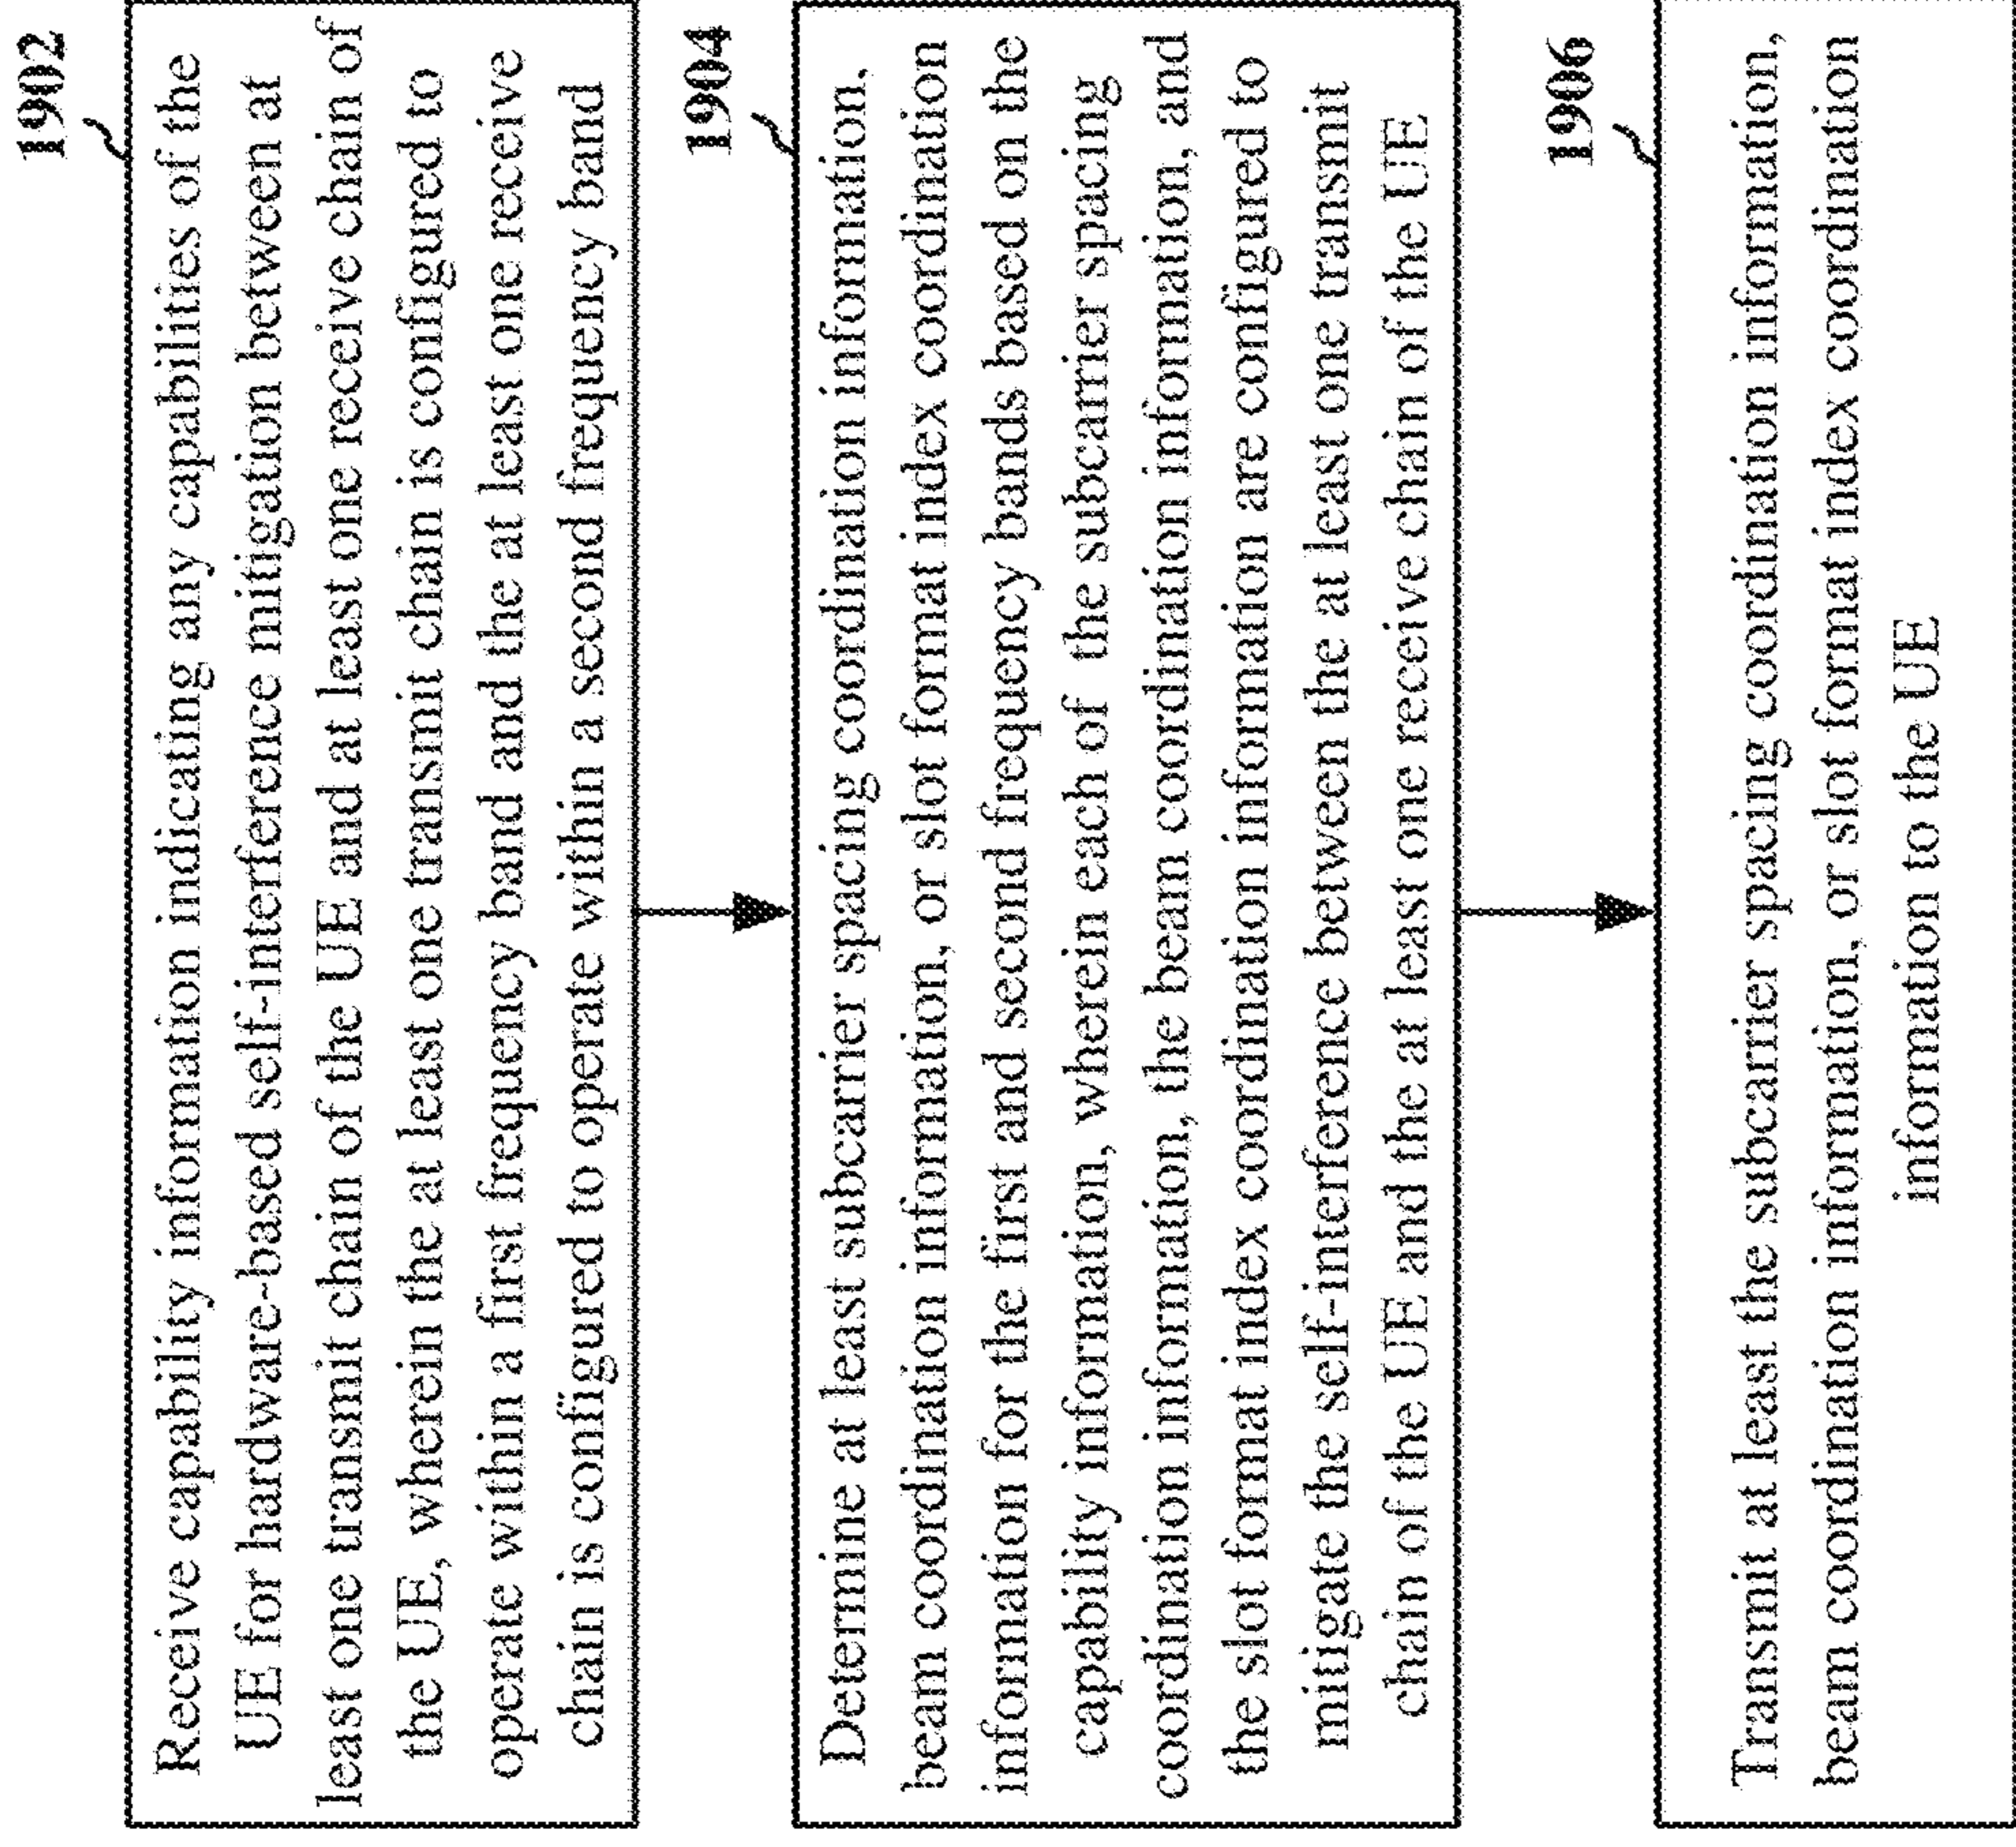 1902
Receive capability information indicating any capabilities of the
UE for hardware-based self-interference mitigation between at
least one transmit chain of the UE and at least one receive chain of
the UE, wherein the at least one transmit chain is configured to
operate within a first frequency band and the at least one receive
chain is configured to operate within a second frequency band
1904
Determine at least subcarrier spacing coordination information,
beam coordination information, or slot format index coordination
information for the first and second frequency bands based on the
capability information, wherein each of the subcarrier spacing
coordination information, the beam coordination information, and
the slot format index coordination information are configured to
mitigate the self-interference between the at least one transmit
chain of the UE and the at least one receive chain of the UE
1906
Transmit at least the subcarrier spacing coordination information,
beam coordination information, or slot format index coordination
information to the UE